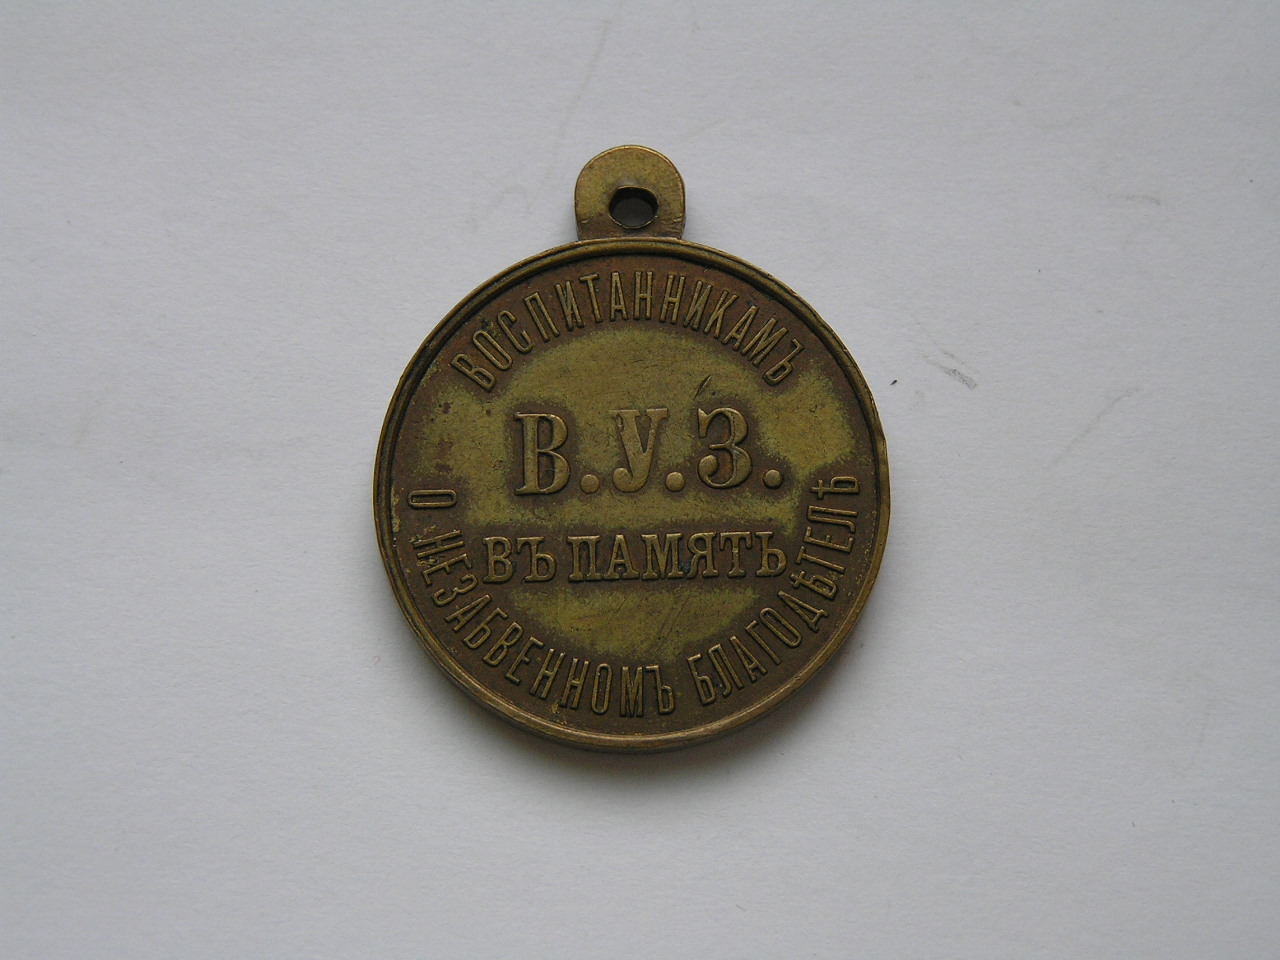 ВОСПИТАННИКАМЪ
В.У.З.
ВЪ ПАМЯТЬ
О НЕЗАБВЕННОМЪ БЛАГОДѢТЕЛѢ